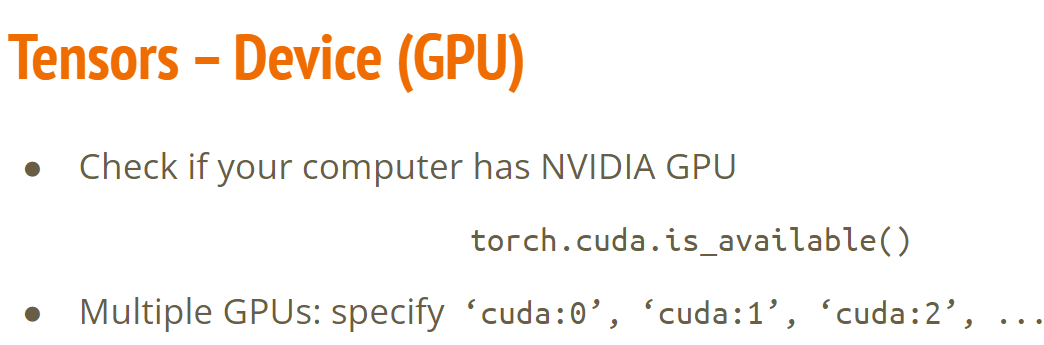 Tensors – Device (GPU)
● Check if your computer has NVIDIA GPU
torch.cuda.is_available()
● Multiple GPUs: specify ‘cuda:0’, ‘cuda:1’, ‘cuda:2’, ...